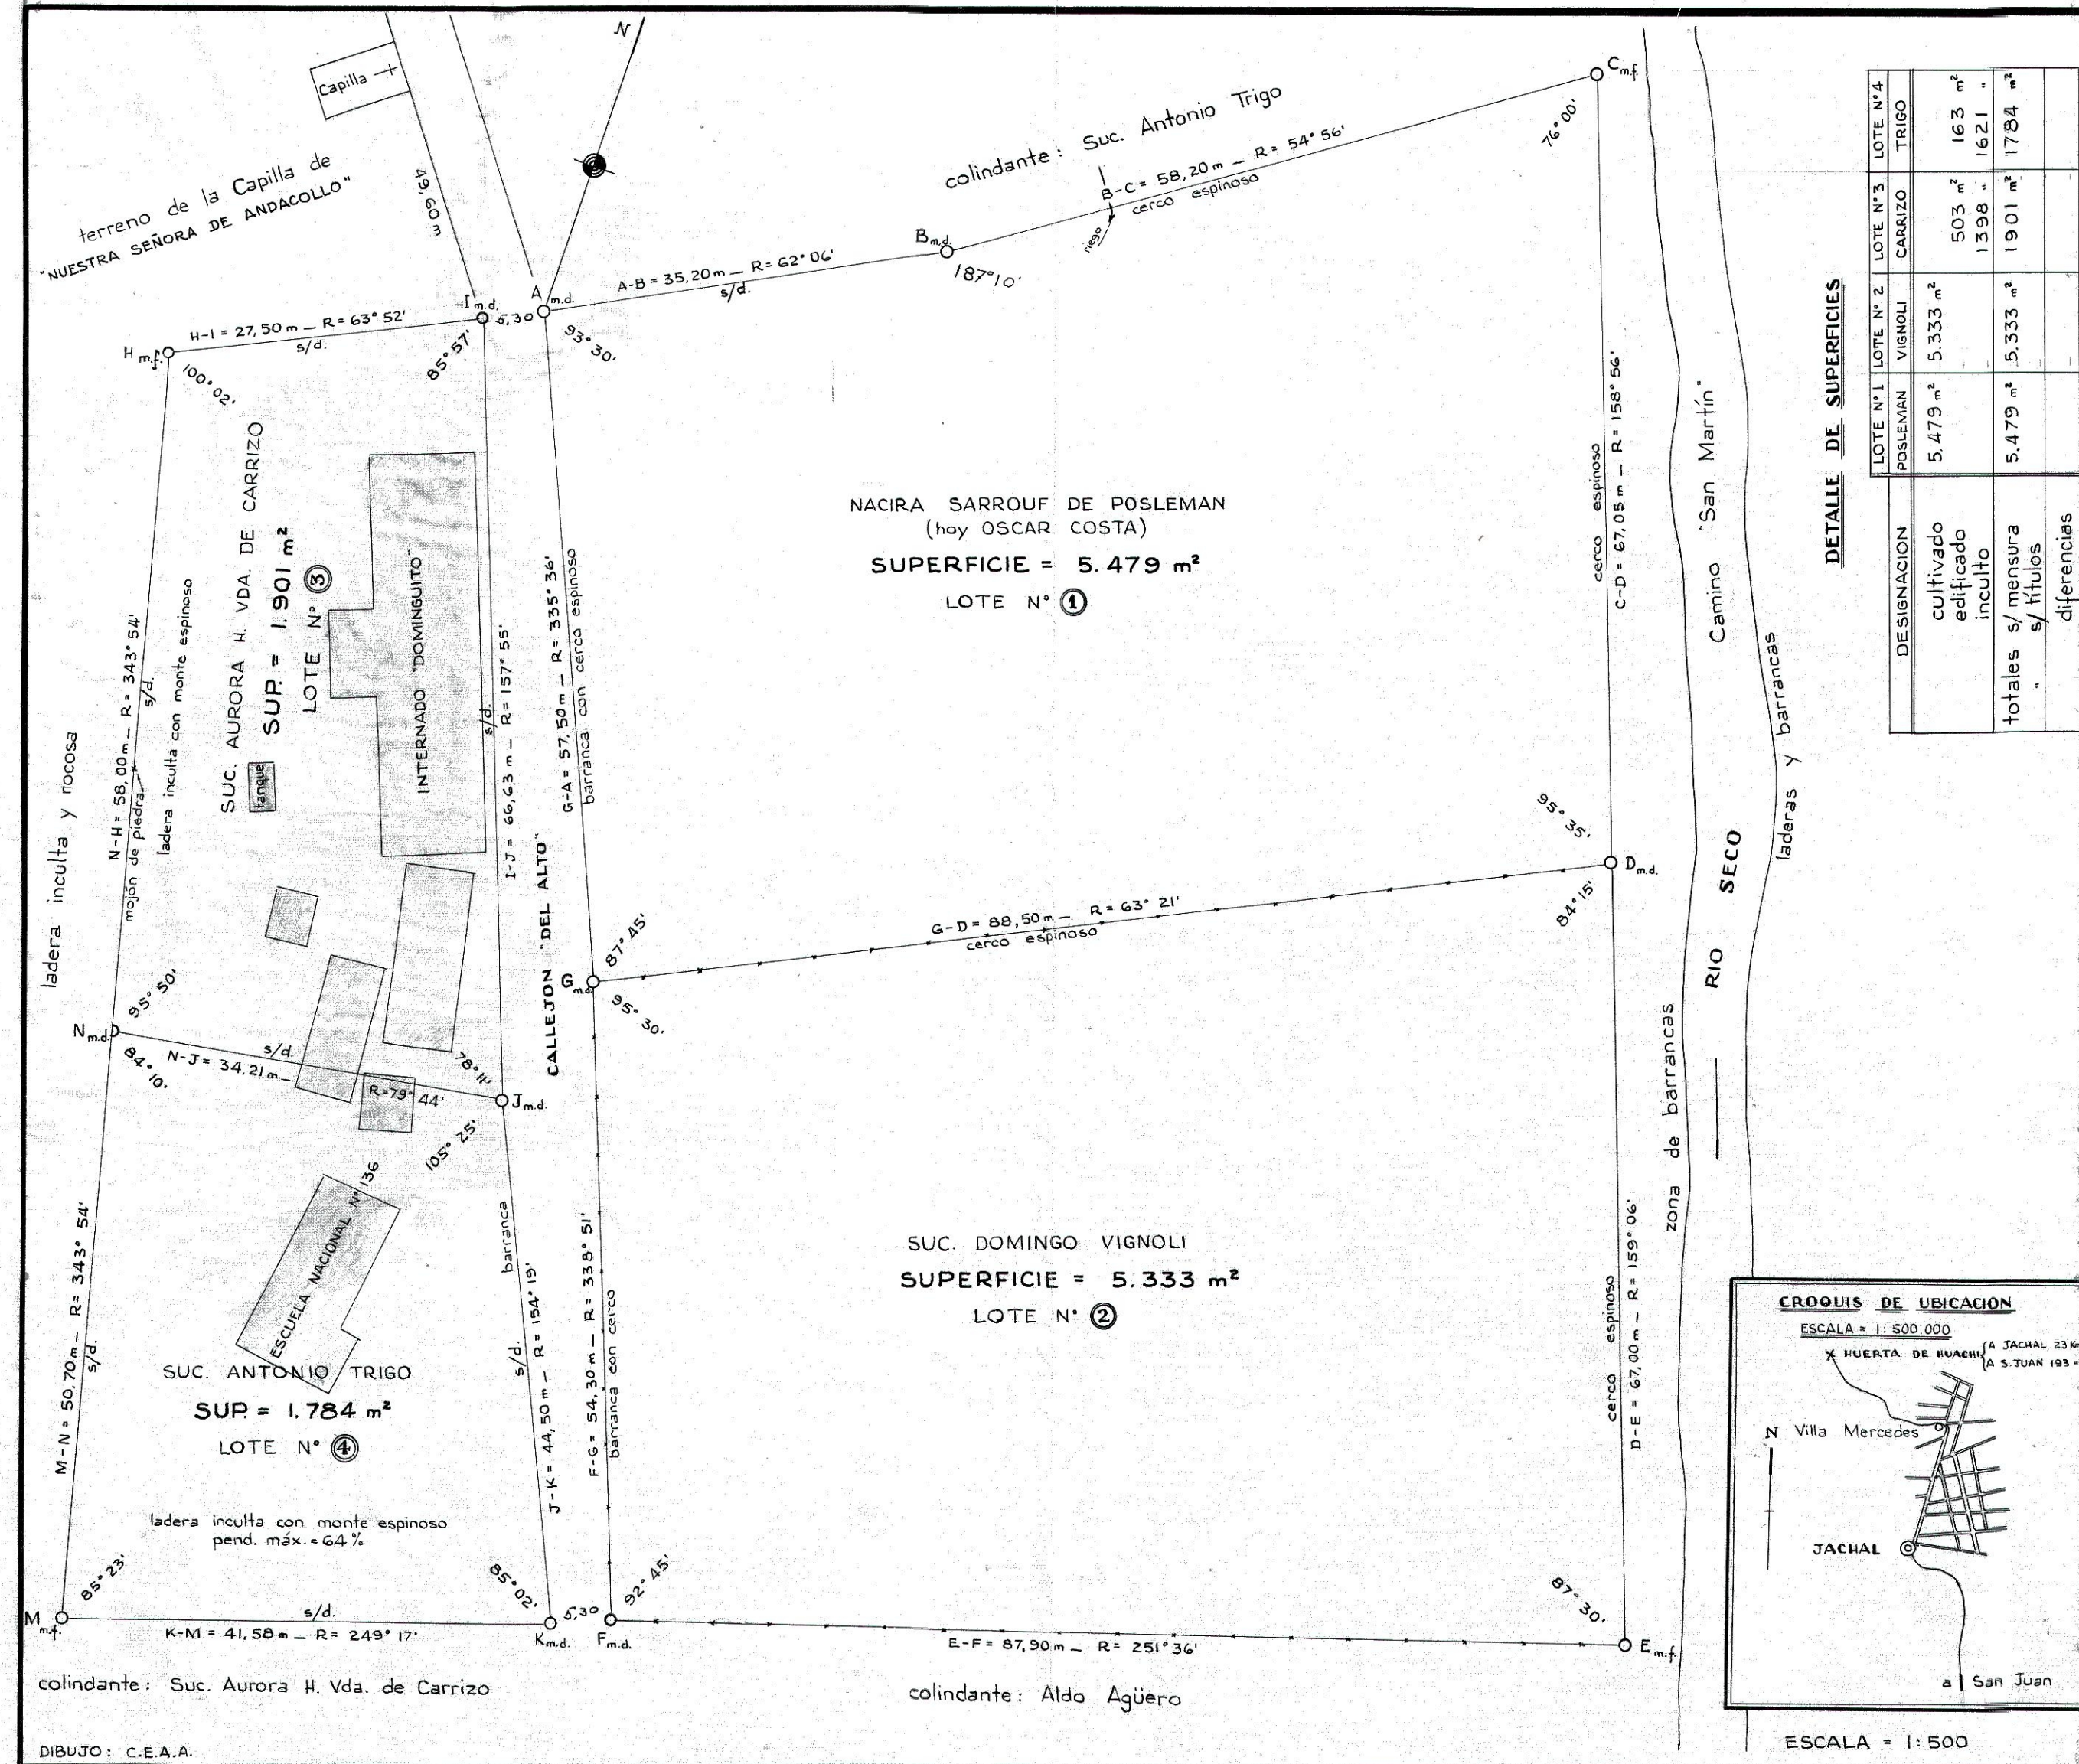 N
Capilla
terreno de la Capilla de
"NUESTRA SEÑORA DE ANDACOLLO"
49,60 m
colindante: Suc. Antonio Trigo
C m.f.
76° 00'
B-C = 58,20 m — R = 54° 56'
cerco espinoso
riego
B m.d.
187° 10'
A-B = 35,20 m — R = 62° 06'
s/d.
A m.d.
93° 30'
5,30
I m.d.
85° 57'
H-I = 27,50 m — R = 63° 52'
s/d.
H m.f.
100° 02'
SUC. AURORA H. VDA. DE CARRIZO
SUP. = 1.901 m²
LOTE N° 3
INTERNADO "DOMINGUITO"
tanque
N-H = 58,00 m — R = 343° 54'
s/d.
mojón de piedra
ladera inculta con monte espinoso
ladera inculta y rocosa
I-J = 66,63 m — R = 157° 55'
s/d.
G-A = 57,50 m — R = 335° 36'
barranca con cerco espinoso
CALLEJON "DEL ALTO"
NACIRA SARROUF DE POSLEMAN
(hoy OSCAR COSTA)
SUPERFICIE = 5.479 m²
LOTE N° 1
cerco espinoso
C-D = 67,05 m — R = 158° 56'
Camino "San Martín"
RIO SECO
laderas y barrancas
zona de barrancas
95° 35'
D m.d.
84° 15'
G-D = 88,50 m — R = 63° 21'
cerco espinoso
87° 45'
G m.d.
95° 30'
95° 50'
N m.d.
84° 10'
s/d.
N-J = 34,21 m —
R = 79° 44'
78° 11'
J m.d.
105° 25'
ESCUELA NACIONAL N° 136
SUC. ANTONIO TRIGO
SUP. = 1.784 m²
LOTE N° 4
ladera inculta con monte espinoso
pend. máx. = 64 %
M-N = 50,70 m — R = 343° 54'
s/d.
barranca
s/d.
J-K = 44,50 m — R = 154° 19'
F-G = 54,30 m — R = 338° 51'
barranca con cerco
SUC. DOMINGO VIGNOLI
SUPERFICIE = 5.333 m²
LOTE N° 2
cerco espinoso
D-E = 67,00 m — R = 159° 06'
85° 23'
M m.f.
s/d.
K-M = 41,58 m — R = 249° 17'
85° 02'
5,30
K m.d.
F m.d.
92° 45'
E-F = 87,90 m — R = 251° 36'
87° 30'
E m.f.
colindante: Suc. Aurora H. Vda. de Carrizo
colindante: Aldo Agüero
DIBUJO: C.E.A.A.
DETALLE DE SUPERFICIES
DESIGNACION LOTE N° 1 POSLEMAN LOTE N° 2 VIGNOLI LOTE N° 3 CARRIZO LOTE N° 4 TRIGO
cultivado 5.479 m² 5.333 m²
edificado - - 503 m² 163 m²
inculto 1398 " 1621 "
totales s/ mensura 5.479 m² 5.333 m² 1901 m² 1784 m²
" s/ títulos
diferencias
CROQUIS DE UBICACION
ESCALA = 1: 500.000
HUERTA DE HUACHI
A JACHAL 23 Km
A S. JUAN 193 "
N
Villa Mercedes
JACHAL
a San Juan
ESCALA = 1: 500